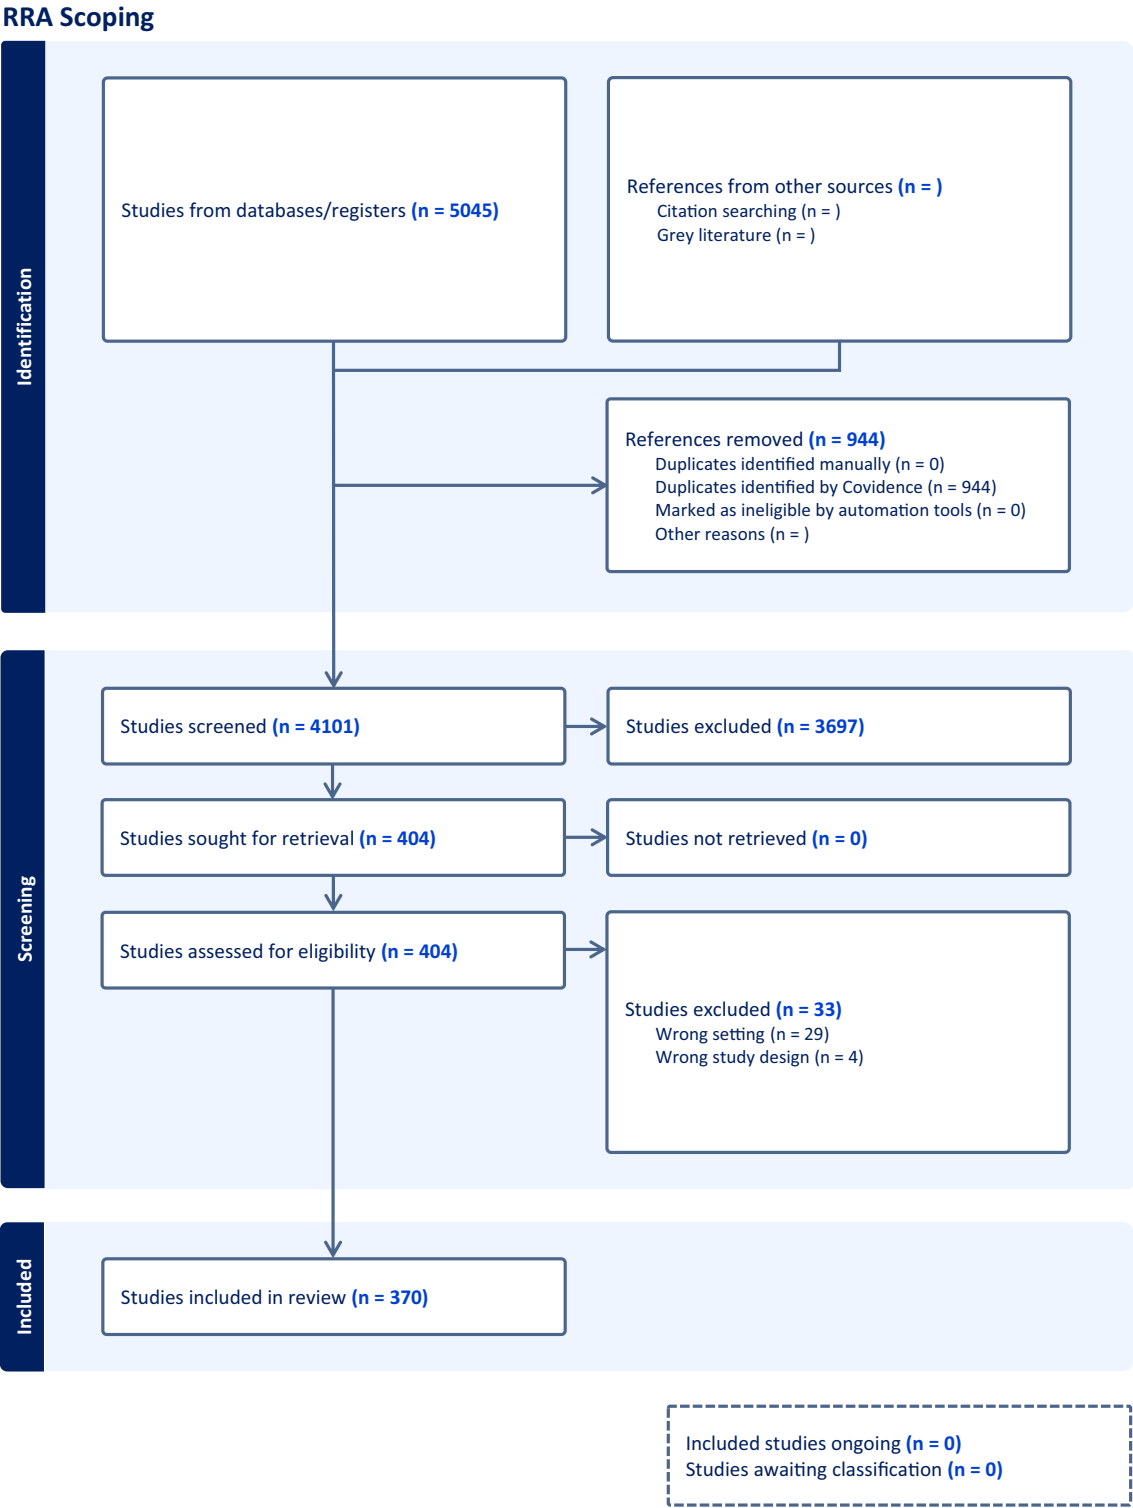 RRA Scoping
Identification
Studies from databases/registers (n = 5045)
References from other sources (n = )
Citation searching (n = )
Grey literature (n = )
References removed (n = 944)
Duplicates identified manually (n = 0)
Duplicates identified by Covidence (n = 944)
Marked as ineligible by automation tools (n = 0)
Other reasons (n = )
Screening
Studies screened (n = 4101)
Studies excluded (n = 3697)
Studies sought for retrieval (n = 404)
Studies not retrieved (n = 0)
Studies assessed for eligibility (n = 404)
Studies excluded (n = 33)
Wrong setting (n = 29)
Wrong study design (n = 4)
Included
Studies included in review (n = 370)
Included studies ongoing (n = 0)
Studies awaiting classification (n = 0)